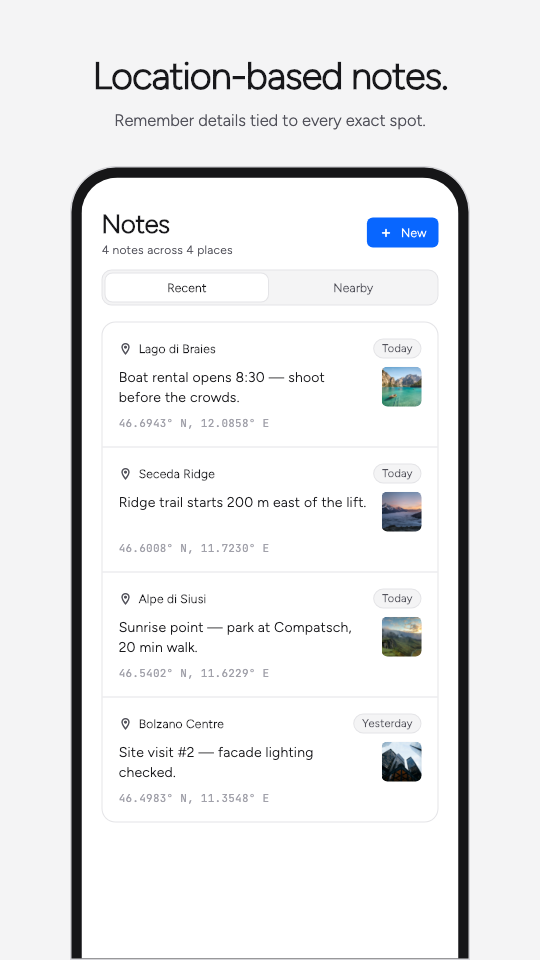 Location-based notes.
Remember details tied to every exact spot.
Notes
4 notes across 4 places
+ New
Recent
Nearby
Lago di Braies
Today
Boat rental opens 8:30 — shoot
before the crowds.
46.6943° N, 12.0858° E
Seceda Ridge
Today
Ridge trail starts 200 m east of the lift.
46.6008° N, 11.7230° E
Alpe di Siusi
Today
Sunrise point — park at Compatsch,
20 min walk.
46.5402° N, 11.6229° E
Bolzano Centre
Yesterday
Site visit #2 — facade lighting
checked.
46.4983° N, 11.3548° E